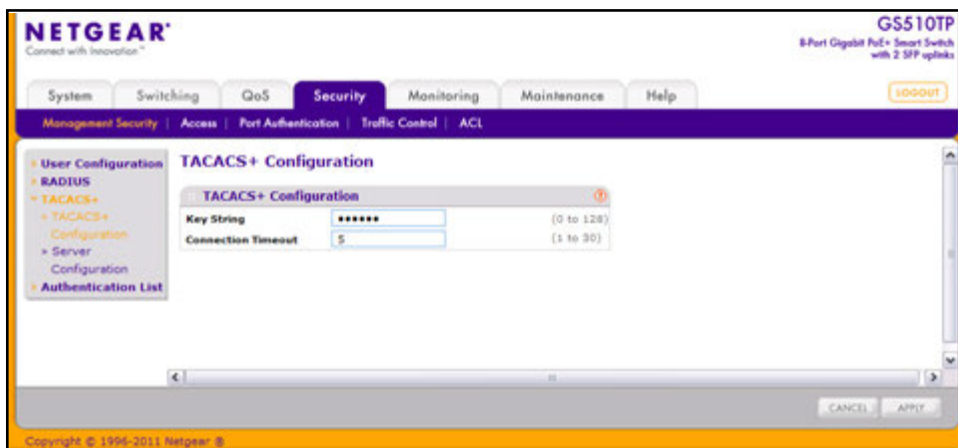 NETGEAR®
Connect with Innovation™
GS510TP
8-Port Gigabit PoE+ Smart Switch
with 2 SFP uplinks
System Switching QoS Security Monitoring Maintenance Help LOGOUT
Management Security | Access | Port Authentication | Traffic Control | ACL
User Configuration
RADIUS
TACACS+
TACACS+
Configuration
Server
Configuration
Authentication List
TACACS+ Configuration
TACACS+ Configuration
Key String •••••• (0 to 128)
Connection Timeout 5 (1 to 30)
CANCEL APPLY
Copyright © 1996-2011 Netgear ®